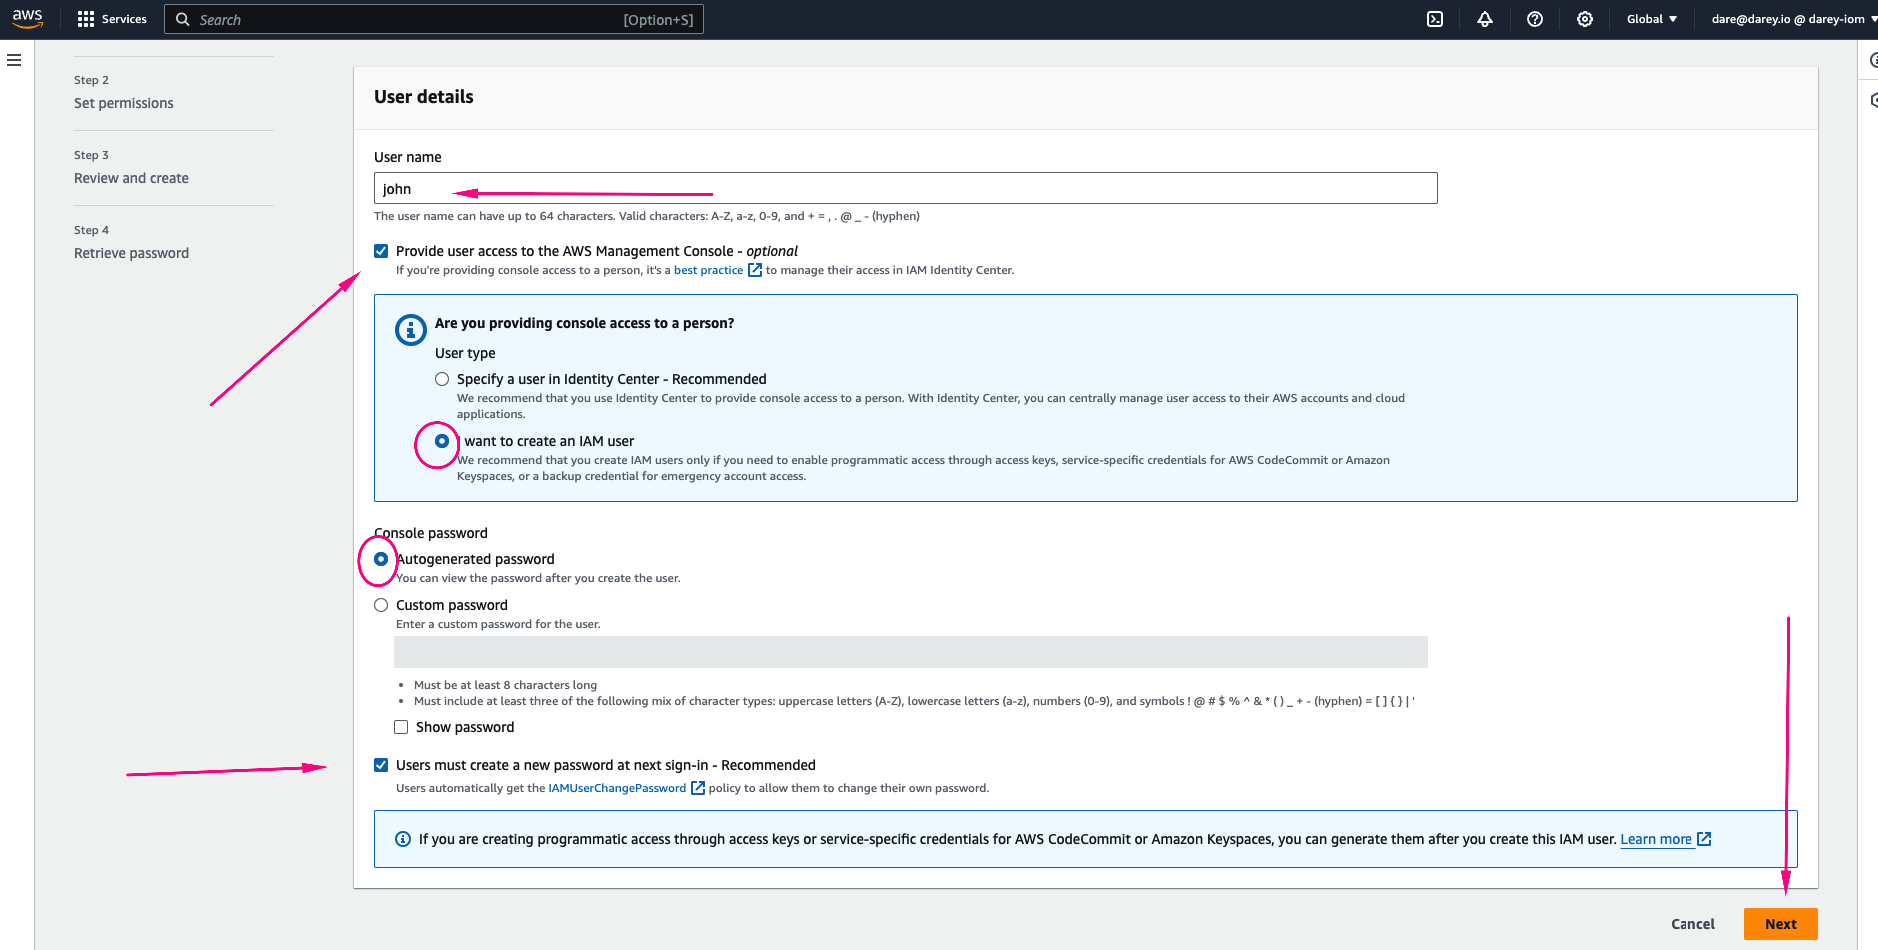 aws
Services
Search
[Option+S]
Global
dare@darey.io @ darey-iom
Step 2
Set permissions
Step 3
Review and create
Step 4
Retrieve password
User details
User name
john
The user name can have up to 64 characters. Valid characters: A-Z, a-z, 0-9, and + = , . @ _ - (hyphen)
Provide user access to the AWS Management Console - optional
If you're providing console access to a person, it's a best practice to manage their access in IAM Identity Center.
Are you providing console access to a person?
User type
Specify a user in Identity Center - Recommended
We recommend that you use Identity Center to provide console access to a person. With Identity Center, you can centrally manage user access to their AWS accounts and cloud
applications.
I want to create an IAM user
We recommend that you create IAM users only if you need to enable programmatic access through access keys, service-specific credentials for AWS CodeCommit or Amazon
Keyspaces, or a backup credential for emergency account access.
Console password
Autogenerated password
You can view the password after you create the user.
Custom password
Enter a custom password for the user.
• Must be at least 8 characters long
• Must include at least three of the following mix of character types: uppercase letters (A-Z), lowercase letters (a-z), numbers (0-9), and symbols ! @ # $ % ^ & * ( ) _ + - (hyphen) = [ ] { } | '
Show password
Users must create a new password at next sign-in - Recommended
Users automatically get the IAMUserChangePassword policy to allow them to change their own password.
If you are creating programmatic access through access keys or service-specific credentials for AWS CodeCommit or Amazon Keyspaces, you can generate them after you create this IAM user. Learn more
Cancel
Next